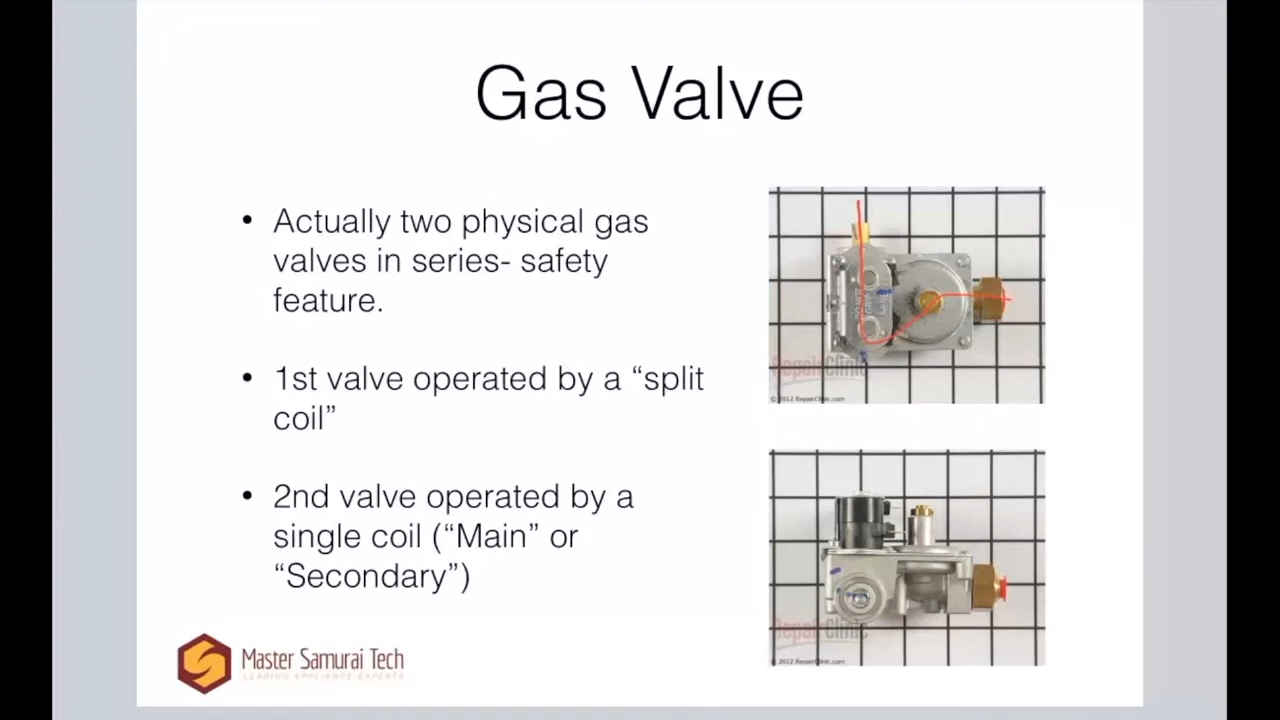 Gas Valve
• Actually two physical gas
valves in series- safety
feature.
• 1st valve operated by a “split
coil”
• 2nd valve operated by a
single coil (“Main” or
“Secondary”)
RepairClinic
© 2012 RepairClinic.com
RepairClinic
© 2012 RepairClinic.com
Master Samurai Tech
LEADING APPLIANCE EXPERTS